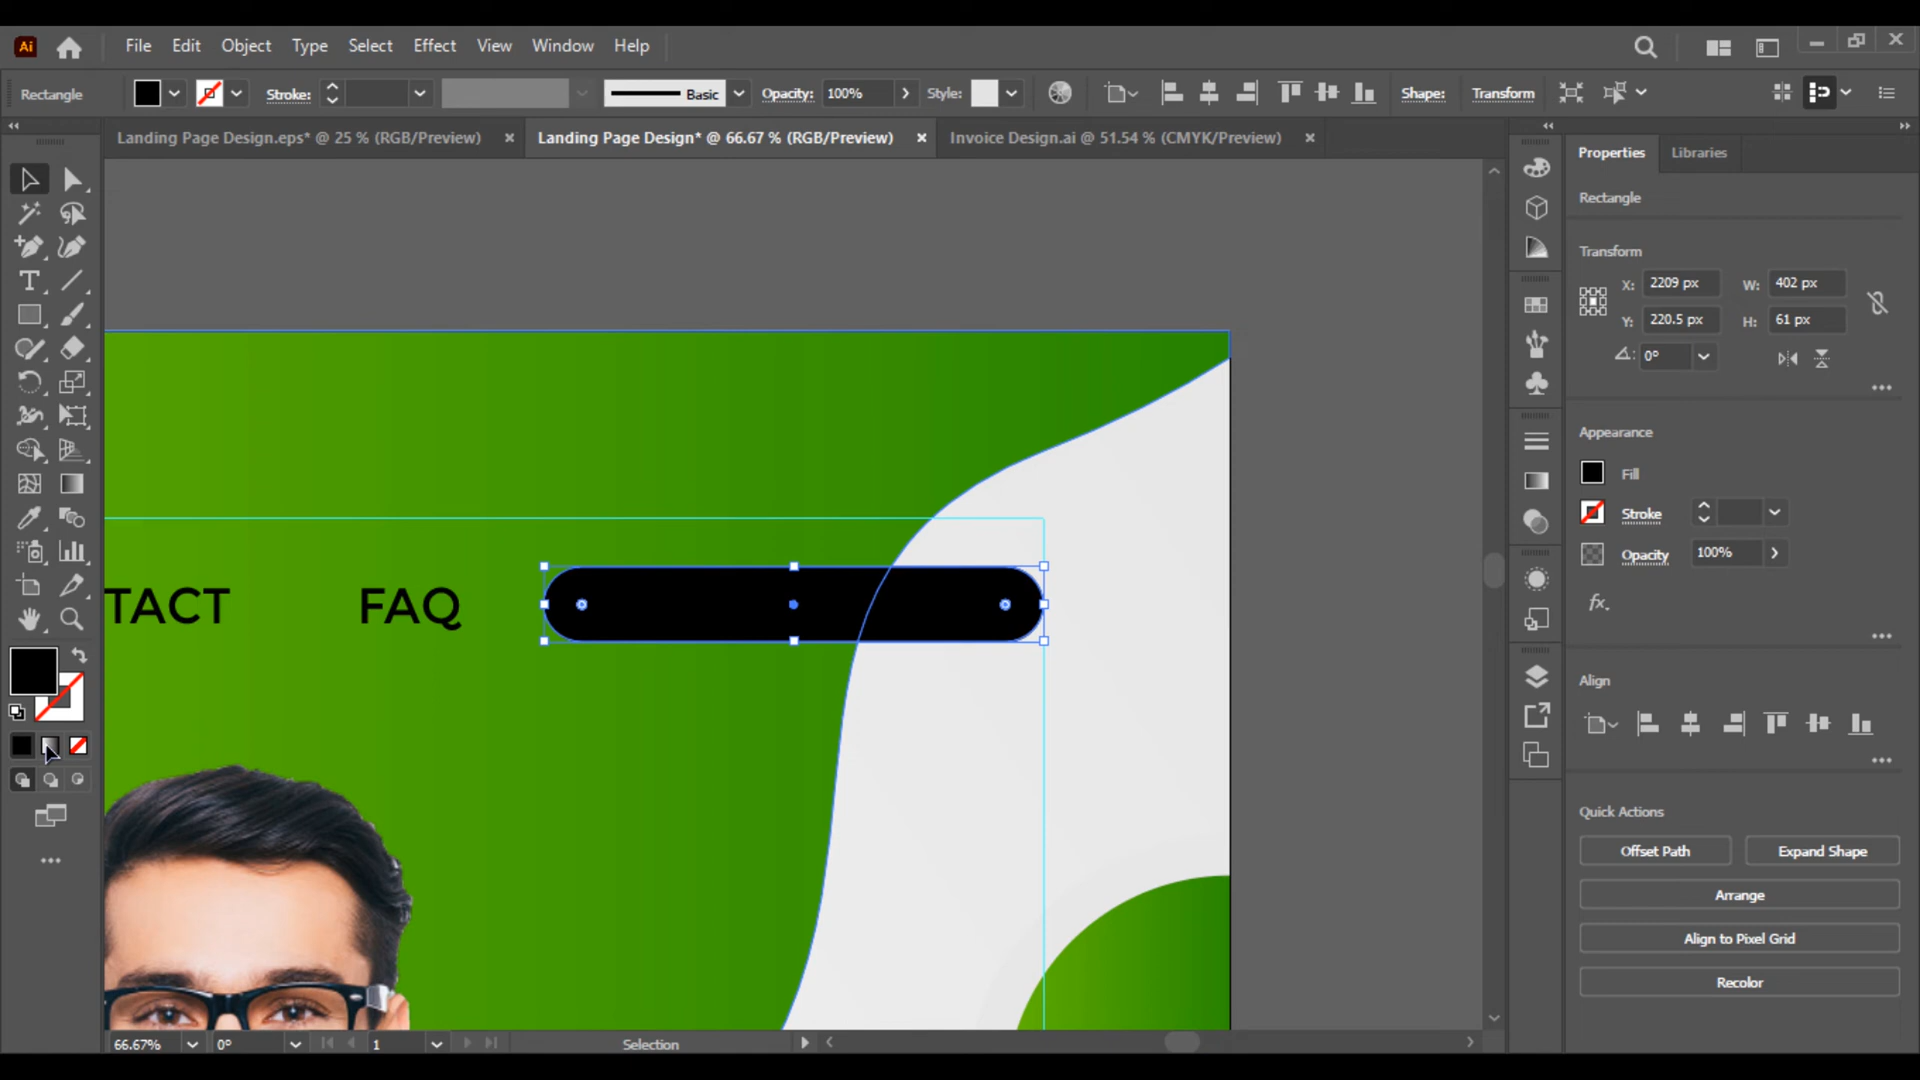 Ai File Edit Object Type Select Effect View Window Help
Rectangle Stroke: Basic Opacity: 100% Style: Shape: Transform
Landing Page Design.eps* @ 25 % (RGB/Preview) Landing Page Design* @ 66.67 % (RGB/Preview) Invoice Design.ai @ 51.54 % (CMYK/Preview)
Properties Libraries
Rectangle
Transform
X: 2209 px W: 402 px
Y: 220.5 px H: 61 px
0°
Appearance
Fill
Stroke
Opacity 100%
fx.
TACT FAQ
Align
Quick Actions
Offset Path Expand Shape
Arrange
Align to Pixel Grid
Recolor
66.67% 0° 1 Selection